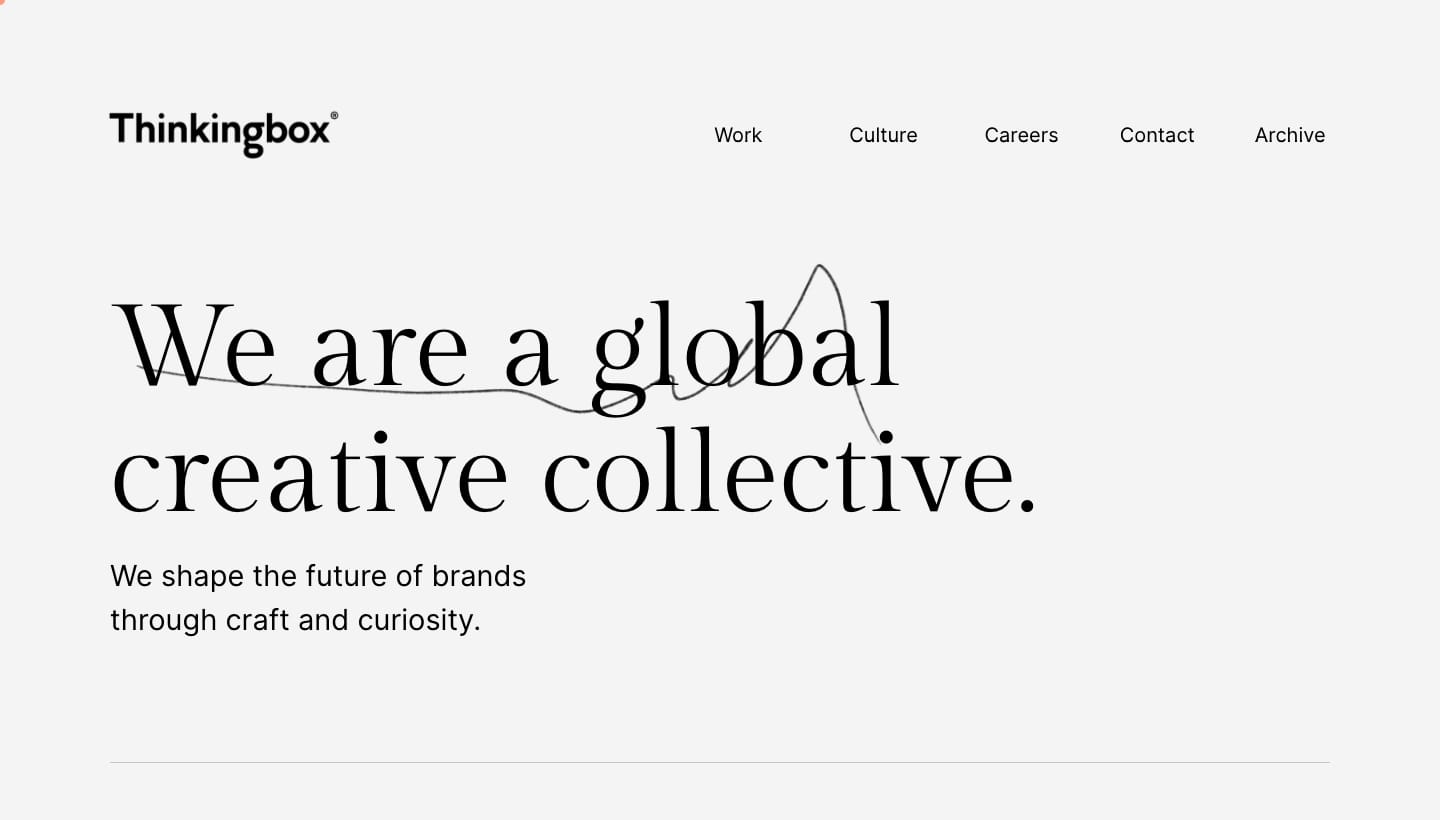 Thinkingbox®
Work Culture Careers Contact Archive
We are a global
creative collective.
We shape the future of brands
through craft and curiosity.